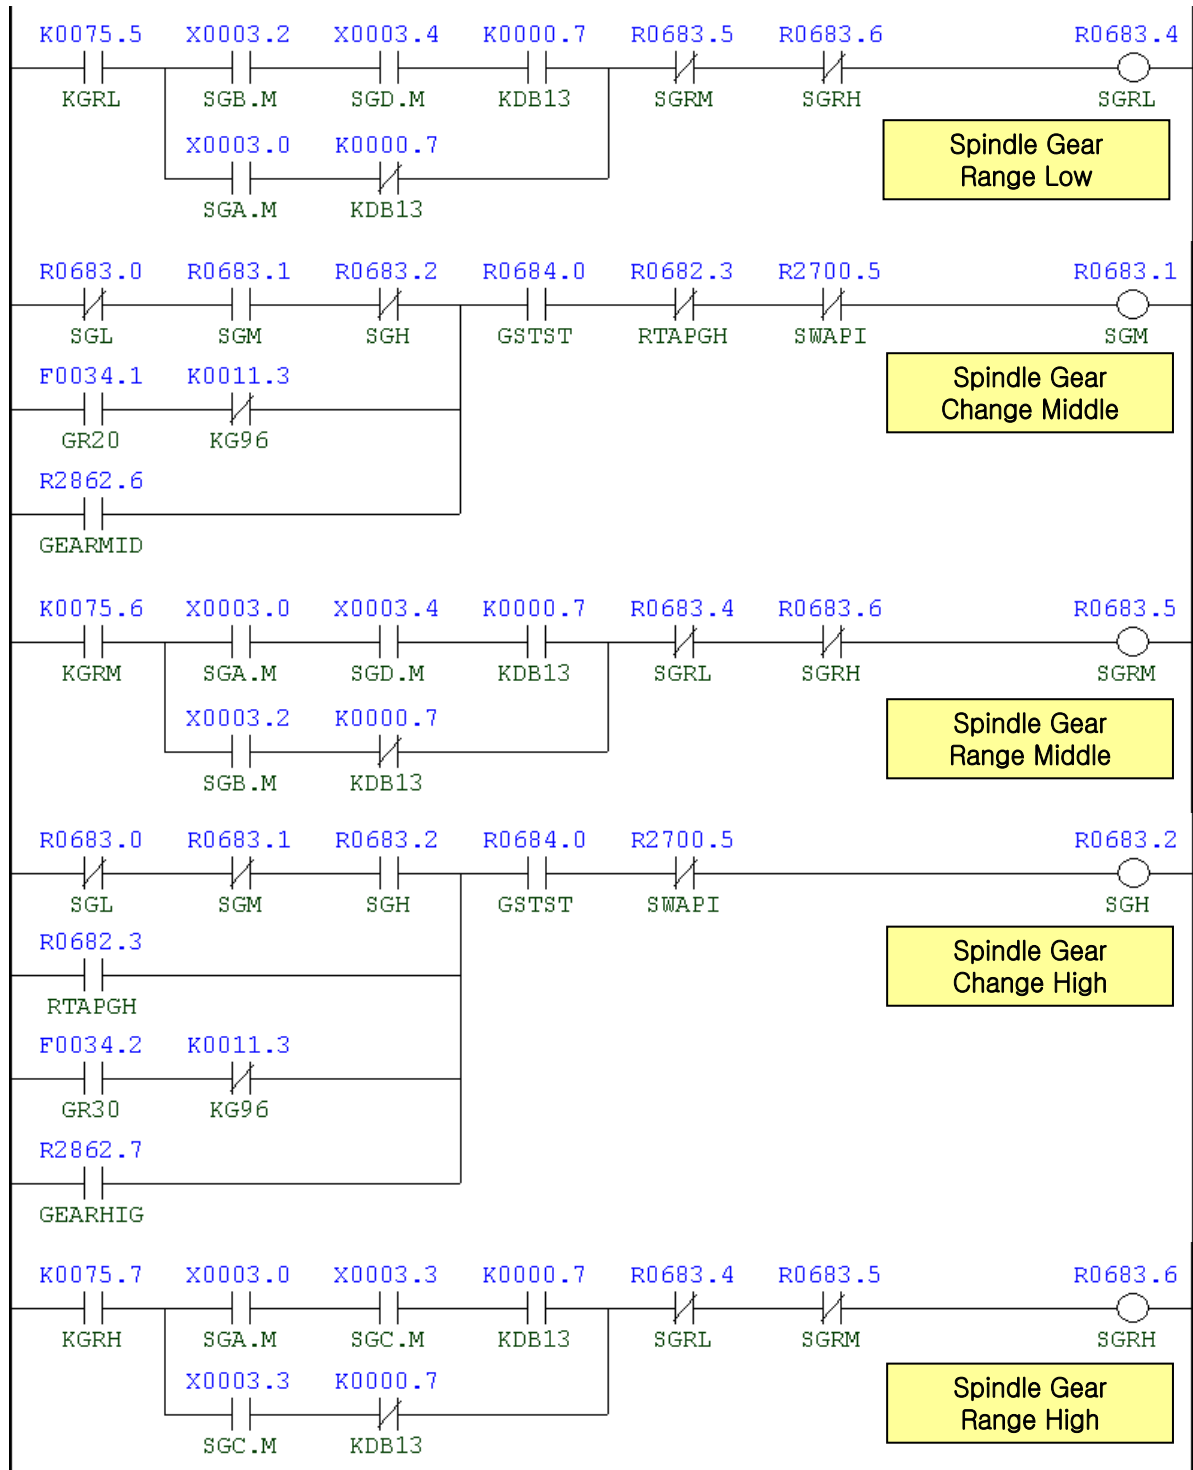 K0075.5 X0003.2 X0003.4 K0000.7 R0683.5 R0683.6 R0683.4
KGRL SGB.M SGD.M KDB13 SGRM SGRH SGRL
X0003.0 K0000.7
SGA.M KDB13
Spindle Gear
Range Low
R0683.0 R0683.1 R0683.2 R0684.0 R0682.3 R2700.5 R0683.1
SGL SGM SGH GSTST RTAPGH SWAPI SGM
F0034.1 K0011.3
GR20 KG96
Spindle Gear
Change Middle
R2862.6
GEARMID
K0075.6 X0003.0 X0003.4 K0000.7 R0683.4 R0683.6 R0683.5
KGRM SGA.M SGD.M KDB13 SGRL SGRH SGRM
X0003.2 K0000.7
SGB.M KDB13
Spindle Gear
Range Middle
R0683.0 R0683.1 R0683.2 R0684.0 R2700.5 R0683.2
SGL SGM SGH GSTST SWAPI SGH
R0682.3
RTAPGH
Spindle Gear
Change High
F0034.2 K0011.3
GR30 KG96
R2862.7
GEARHIG
K0075.7 X0003.0 X0003.3 K0000.7 R0683.4 R0683.5 R0683.6
KGRH SGA.M SGC.M KDB13 SGRL SGRM SGRH
X0003.3 K0000.7
SGC.M KDB13
Spindle Gear
Range High